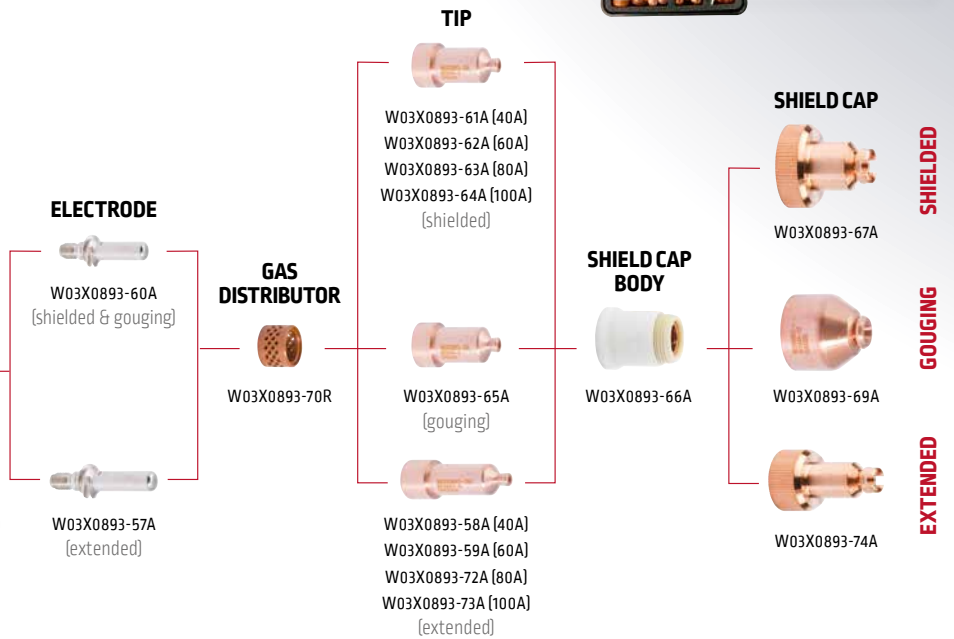 TIP
W03X0893-61A (40A)
W03X0893-62A (60A)
W03X0893-63A (80A)
W03X0893-64A (100A)
(shielded)
SHIELD CAP
W03X0893-67A
SHIELDED
ELECTRODE
W03X0893-60A
(shielded & gouging)
GAS
DISTRIBUTOR
W03X0893-70R
W03X0893-65A
(gouging)
SHIELD CAP
BODY
W03X0893-66A
W03X0893-69A
GOUGING
W03X0893-57A
(extended)
W03X0893-58A (40A)
W03X0893-59A (60A)
W03X0893-72A (80A)
W03X0893-73A (100A)
(extended)
W03X0893-74A
EXTENDED